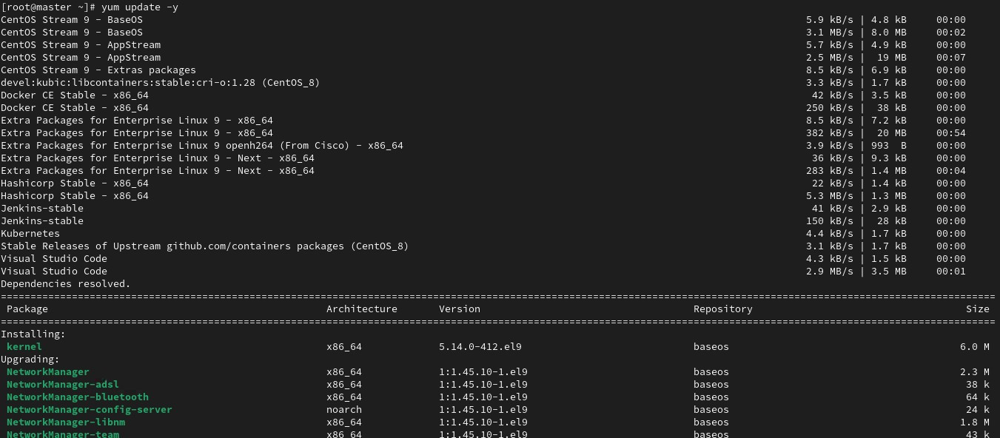 [root@master ~]# yum update -y
CentOS Stream 9 - BaseOS 5.9 kB/s | 4.8 kB 00:00
CentOS Stream 9 - BaseOS 3.1 MB/s | 8.0 MB 00:02
CentOS Stream 9 - AppStream 5.7 kB/s | 4.9 kB 00:00
CentOS Stream 9 - AppStream 2.5 MB/s | 19 MB 00:07
CentOS Stream 9 - Extras packages 8.5 kB/s | 6.9 kB 00:00
devel:kubic:libcontainers:stable:cri-o:1.28 (CentOS_8) 3.3 kB/s | 1.7 kB 00:00
Docker CE Stable - x86_64 42 kB/s | 3.5 kB 00:00
Docker CE Stable - x86_64 250 kB/s | 38 kB 00:00
Extra Packages for Enterprise Linux 9 - x86_64 8.5 kB/s | 7.2 kB 00:00
Extra Packages for Enterprise Linux 9 - x86_64 382 kB/s | 20 MB 00:54
Extra Packages for Enterprise Linux 9 openh264 (From Cisco) - x86_64 3.9 kB/s | 993 B 00:00
Extra Packages for Enterprise Linux 9 - Next - x86_64 36 kB/s | 9.3 kB 00:00
Extra Packages for Enterprise Linux 9 - Next - x86_64 283 kB/s | 1.4 MB 00:04
Hashicorp Stable - x86_64 22 kB/s | 1.4 kB 00:00
Hashicorp Stable - x86_64 5.3 MB/s | 1.3 MB 00:00
Jenkins-stable 41 kB/s | 2.9 kB 00:00
Jenkins-stable 150 kB/s | 28 kB 00:00
Kubernetes 4.4 kB/s | 1.7 kB 00:00
Stable Releases of Upstream github.com/containers packages (CentOS_8) 3.1 kB/s | 1.7 kB 00:00
Visual Studio Code 4.3 kB/s | 1.5 kB 00:00
Visual Studio Code 2.9 MB/s | 3.5 MB 00:01
Dependencies resolved.
Package Architecture Version Repository Size
Installing:
kernel x86_64 5.14.0-412.el9 baseos 6.0 M
Upgrading:
NetworkManager x86_64 1:1.45.10-1.el9 baseos 2.3 M
NetworkManager-adsl x86_64 1:1.45.10-1.el9 baseos 38 k
NetworkManager-bluetooth x86_64 1:1.45.10-1.el9 baseos 64 k
NetworkManager-config-server noarch 1:1.45.10-1.el9 baseos 24 k
NetworkManager-libnm x86_64 1:1.45.10-1.el9 baseos 1.8 M
NetworkManager-team x86_64 1:1.45.10-1.el9 baseos 43 k